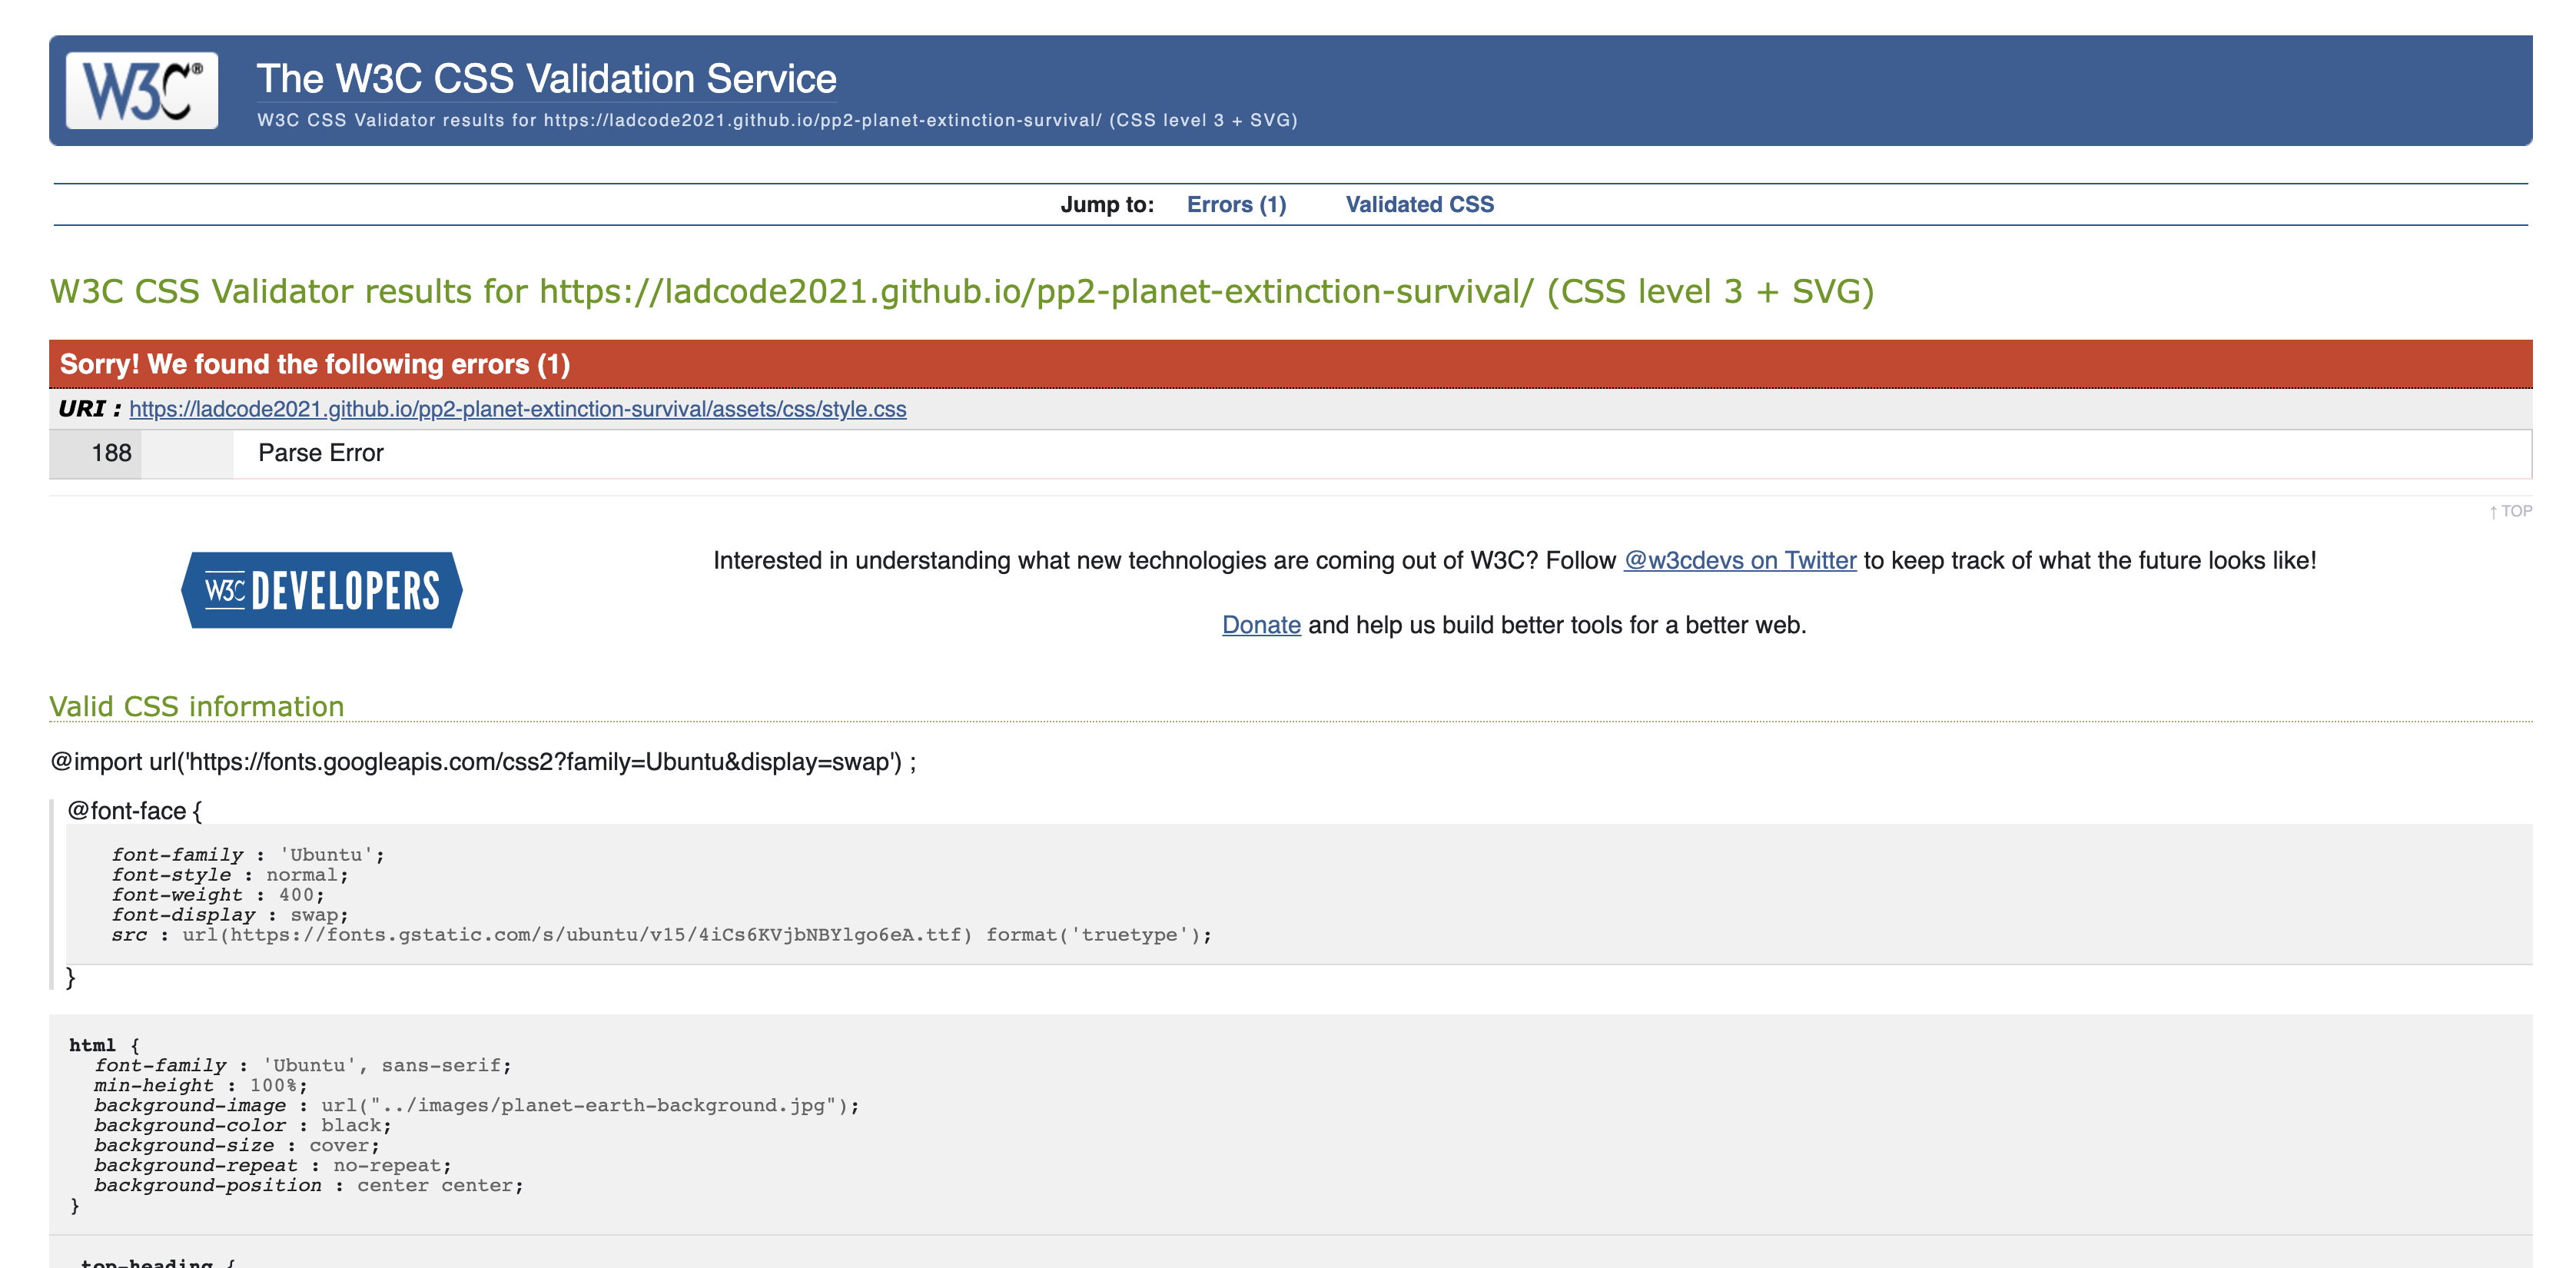 W3C®
The W3C CSS Validation Service
W3C CSS Validator results for https://ladcode2021.github.io/pp2-planet-extinction-survival/ (CSS level 3 + SVG)
Jump to: Errors (1) Validated CSS
W3C CSS Validator results for https://ladcode2021.github.io/pp2-planet-extinction-survival/ (CSS level 3 + SVG)
Sorry! We found the following errors (1)
URI : https://ladcode2021.github.io/pp2-planet-extinction-survival/assets/css/style.css
188 Parse Error
↑ TOP
Interested in understanding what new technologies are coming out of W3C? Follow @w3cdevs on Twitter to keep track of what the future looks like!
W3C DEVELOPERS
Donate and help us build better tools for a better web.
Valid CSS information
@import url('https://fonts.googleapis.com/css2?family=Ubuntu&display=swap') ;
@font-face {
font-family : 'Ubuntu';
font-style : normal;
font-weight : 400;
font-display : swap;
src : url(https://fonts.gstatic.com/s/ubuntu/v15/4iCs6KVjbNBYlgo6eA.ttf) format('truetype');
}
html {
font-family : 'Ubuntu', sans-serif;
min-height : 100%;
background-image : url("../images/planet-earth-background.jpg");
background-color : black;
background-size : cover;
background-repeat : no-repeat;
background-position : center center;
}
.top-heading {